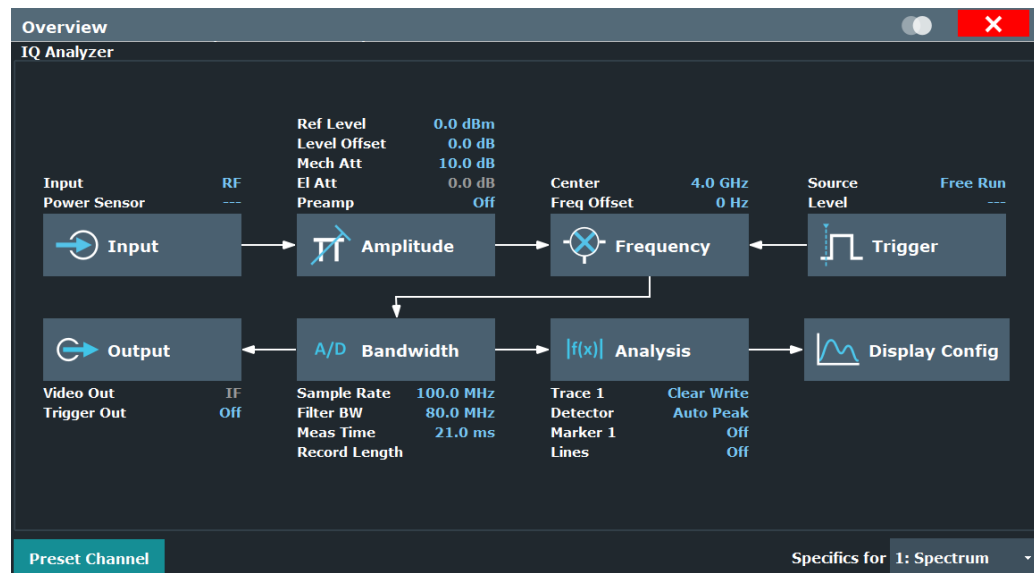 Overview
IQ Analyzer
Ref Level 0.0 dBm
Level Offset 0.0 dB
Mech Att 10.0 dB
Input RF El Att 0.0 dB Center 4.0 GHz Source Free Run
Power Sensor --- Preamp Off Freq Offset 0 Hz Level ---
Input Amplitude Frequency Trigger
Output A/D Bandwidth |f(x)| Analysis Display Config
Video Out IF Sample Rate 100.0 MHz Trace 1 Clear Write
Trigger Out Off Filter BW 80.0 MHz Detector Auto Peak
Meas Time 21.0 ms Marker 1 Off
Record Length Lines Off
Preset Channel Specifics for 1: Spectrum